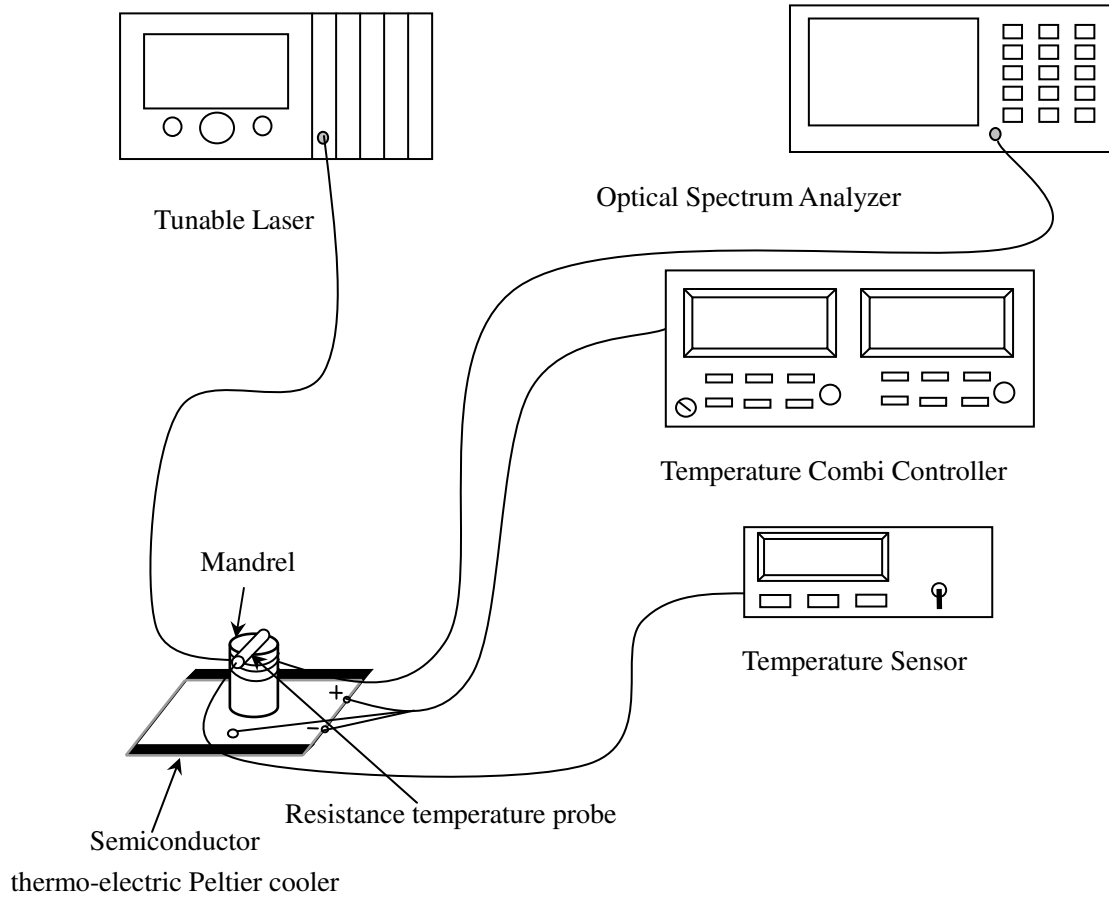 Tunable Laser
Optical Spectrum Analyzer
Temperature Combi Controller
Mandrel
Temperature Sensor
+
−
Resistance temperature probe
Semiconductor
thermo-electric Peltier cooler